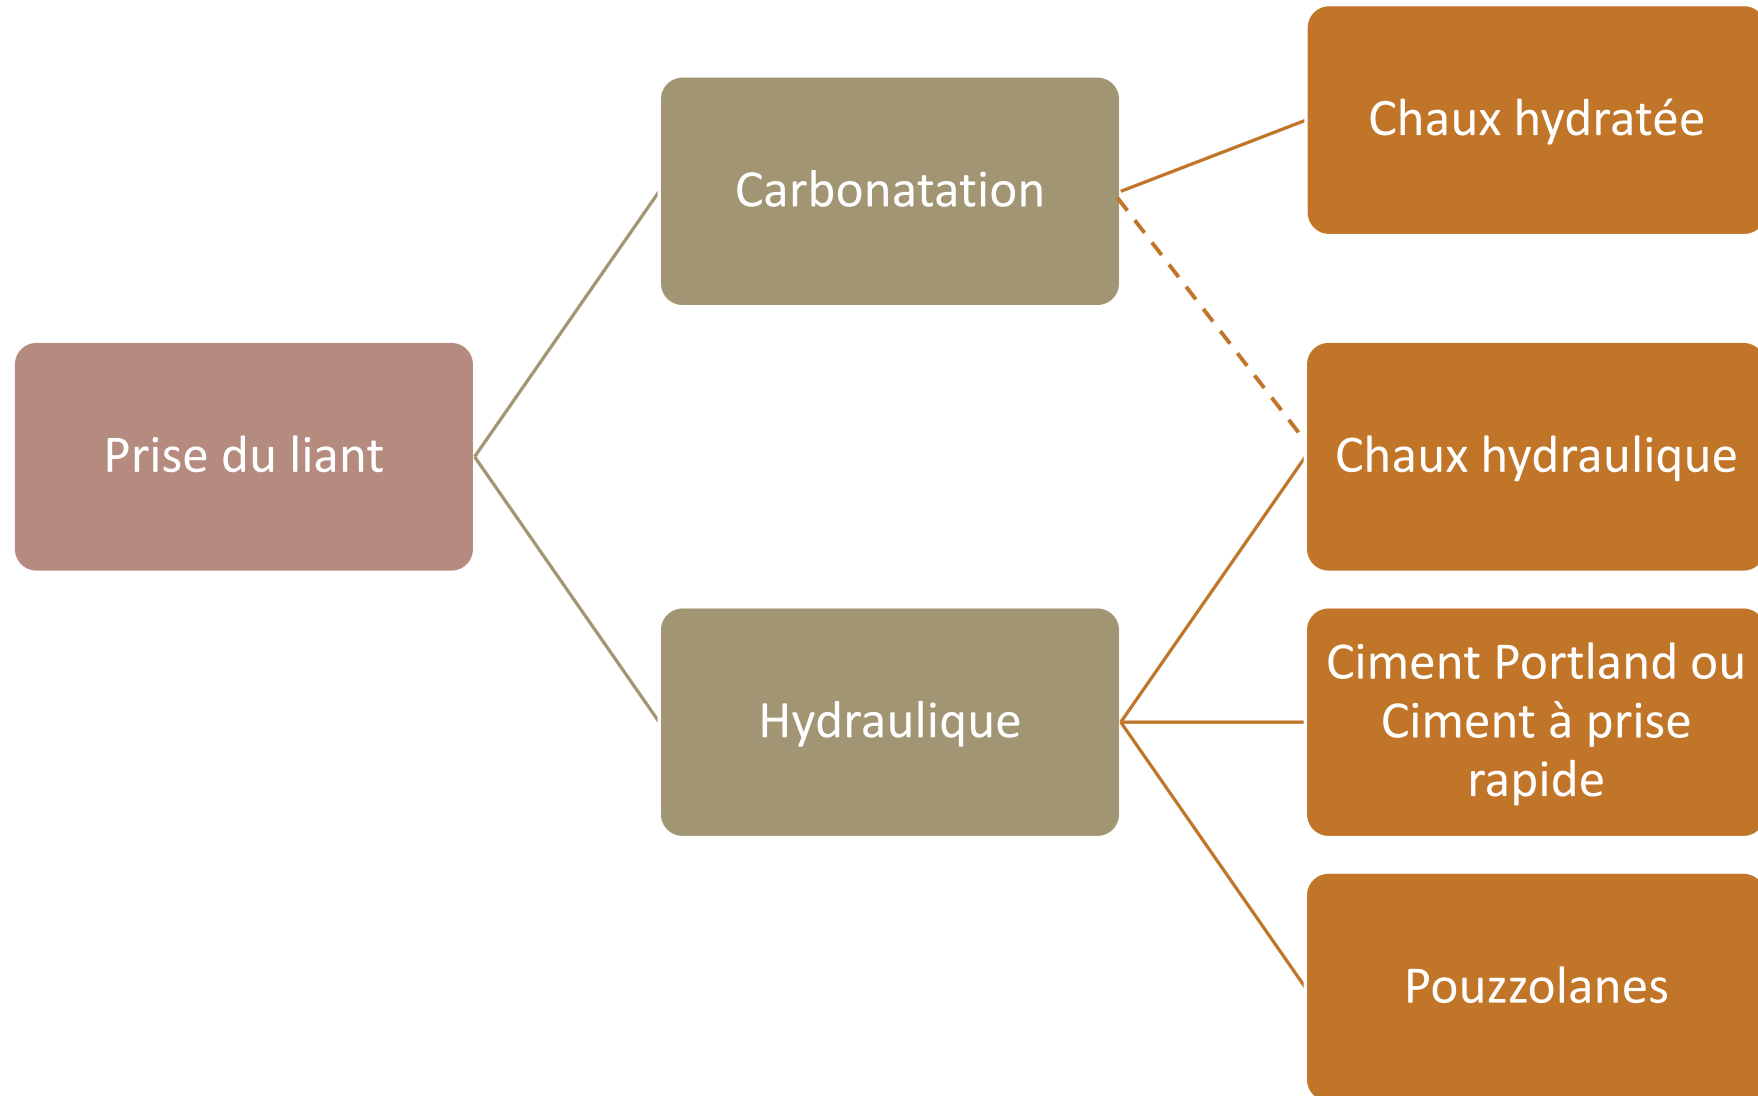 Prise du liant
Carbonatation
Hydraulique
Chaux hydratée
Chaux hydraulique
Ciment Portland ou
Ciment à prise
rapide
Pouzzolanes